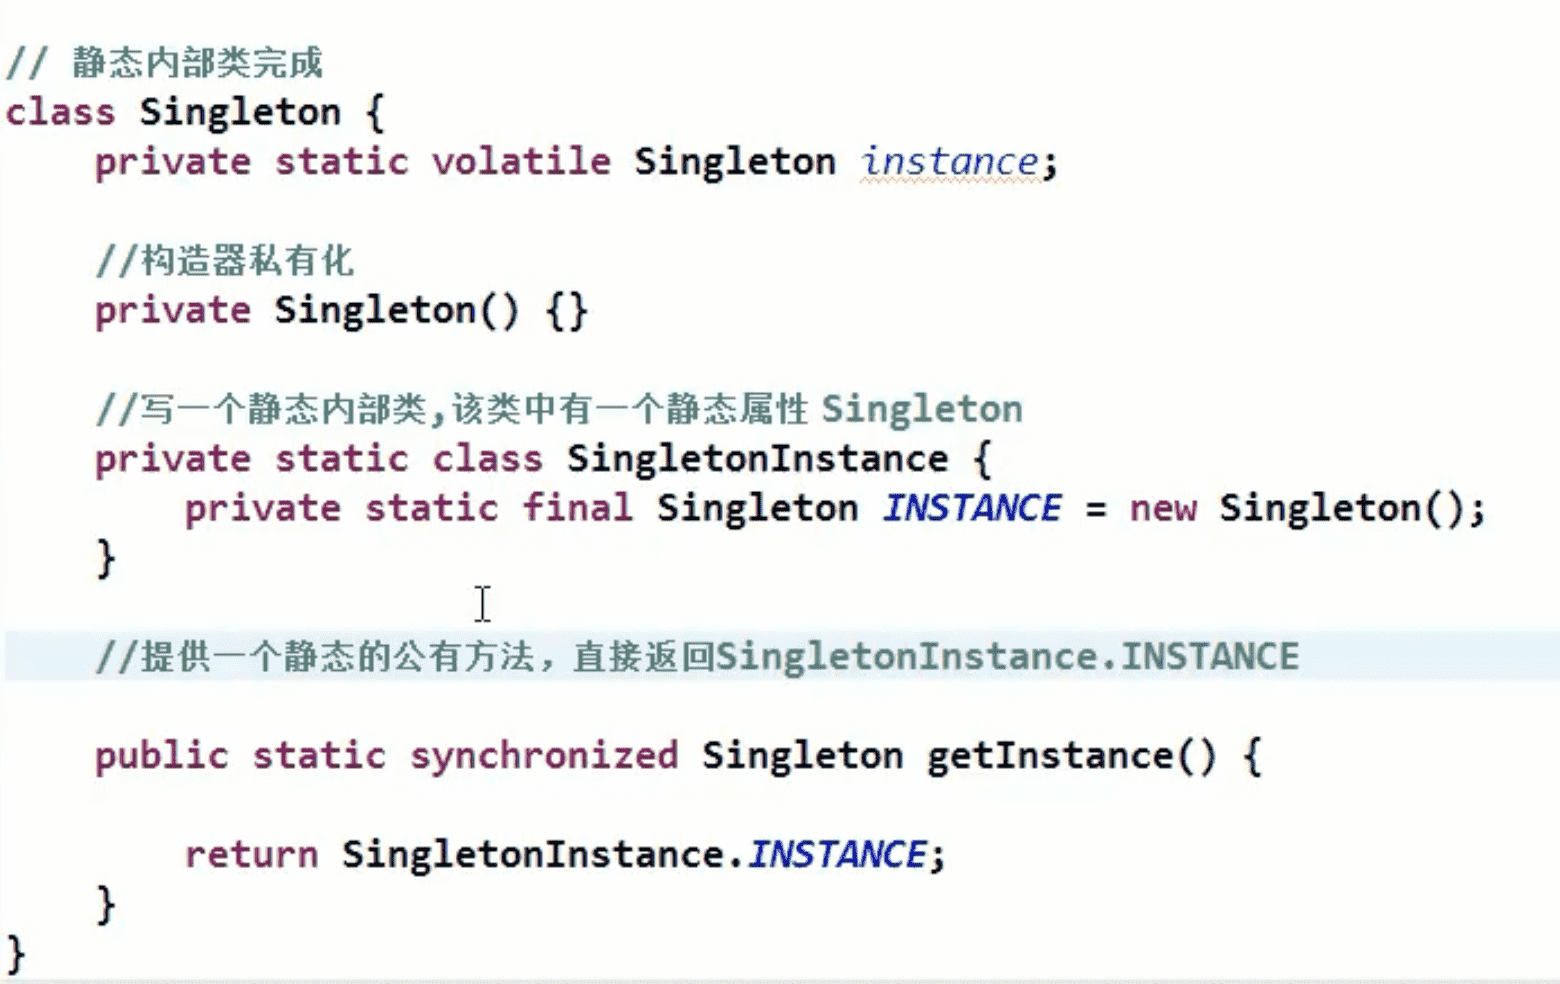 // 静态内部类完成
class Singleton {
    private static volatile Singleton instance;
    //构造器私有化
    private Singleton() {}
    //写一个静态内部类,该类中有一个静态属性 Singleton
    private static class SingletonInstance {
        private static final Singleton INSTANCE = new Singleton();
    }
    //提供一个静态的公有方法，直接返回SingletonInstance.INSTANCE
    public static synchronized Singleton getInstance() {
        return SingletonInstance.INSTANCE;
    }
}